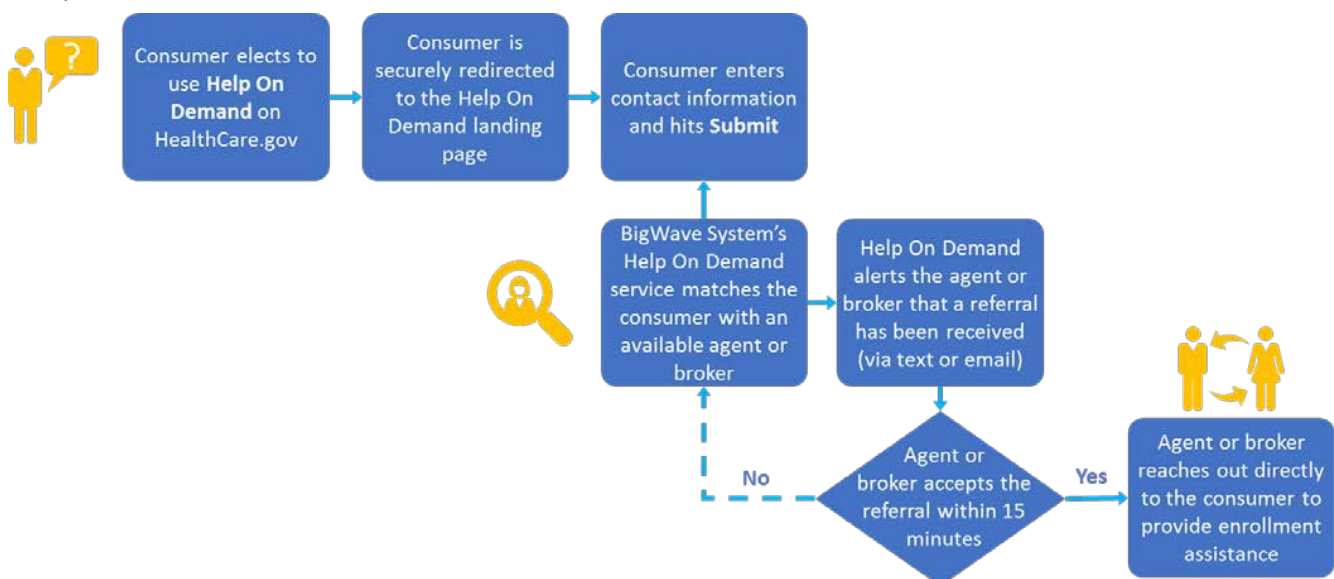 ?
Consumer elects to
use Help On
Demand on
HealthCare.gov
Consumer is
securely redirected
to the Help On
Demand landing
page
Consumer enters
contact information
and hits Submit
BigWave System’s
Help On Demand
service matches the
consumer with an
available agent or
broker
Help On Demand
alerts the agent or
broker that a referral
has been received
(via text or email)
No
Agent or
broker accepts the
referral within 15
minutes
Yes
Agent or broker
reaches out directly
to the consumer to
provide enrollment
assistance